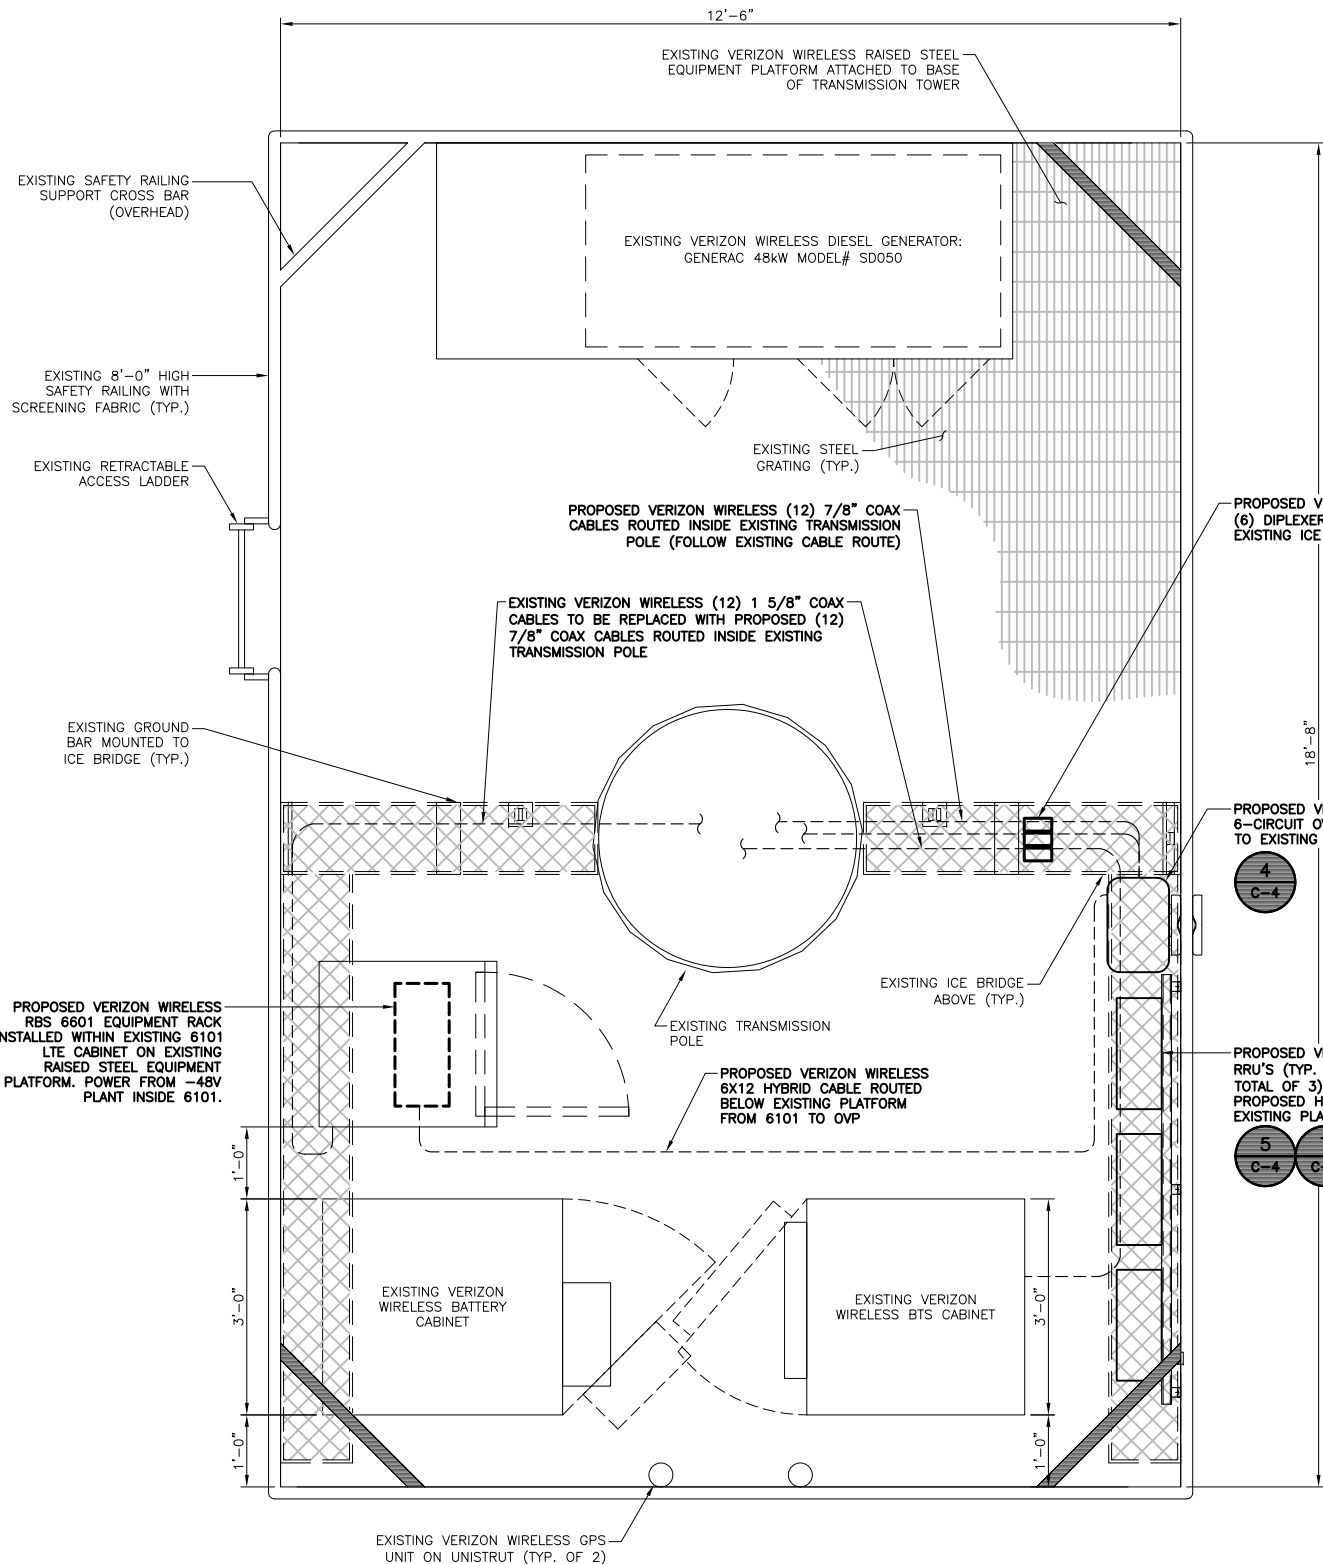 12'-6"
EXISTING VERIZON WIRELESS RAISED STEEL
EQUIPMENT PLATFORM ATTACHED TO BASE
OF TRANSMISSION TOWER
EXISTING SAFETY RAILING
SUPPORT CROSS BAR
(OVERHEAD)
EXISTING VERIZON WIRELESS DIESEL GENERATOR:
GENERAC 48kW MODEL# SD050
EXISTING 8'-0" HIGH
SAFETY RAILING WITH
SCREENING FABRIC (TYP.)
EXISTING STEEL
GRATING (TYP.)
EXISTING RETRACTABLE
ACCESS LADDER
PROPOSED VERIZON WIRELESS (12) 7/8" COAX
CABLES ROUTED INSIDE EXISTING TRANSMISSION
POLE (FOLLOW EXISTING CABLE ROUTE)
PROPOSED V
(6) DIPLEXER
EXISTING ICE
EXISTING VERIZON WIRELESS (12) 1 5/8" COAX
CABLES TO BE REPLACED WITH PROPOSED (12)
7/8" COAX CABLES ROUTED INSIDE EXISTING
TRANSMISSION POLE
EXISTING GROUND
BAR MOUNTED TO
ICE BRIDGE (TYP.)
18'-8"
PROPOSED V
6-CIRCUIT O
TO EXISTING
4
C-4
EXISTING ICE BRIDGE
ABOVE (TYP.)
PROPOSED VERIZON WIRELESS
RBS 6601 EQUIPMENT RACK
NSTALLED WITHIN EXISTING 6101
LTE CABINET ON EXISTING
RAISED STEEL EQUIPMENT
PLATFORM. POWER FROM -48V
PLANT INSIDE 6101.
EXISTING TRANSMISSION
POLE
PROPOSED VERIZON WIRELESS
6X12 HYBRID CABLE ROUTED
BELOW EXISTING PLATFORM
FROM 6101 TO OVP
PROPOSED V
RRU'S (TYP.
TOTAL OF 3)
PROPOSED H
EXISTING PLA
5
C-4
C-
1'-0"
3'-0"
1'-0"
EXISTING VERIZON
WIRELESS BATTERY
CABINET
EXISTING VERIZON
WIRELESS BTS CABINET
3'-0"
1'-0"
EXISTING VERIZON WIRELESS GPS
UNIT ON UNISTRUT (TYP. OF 2)